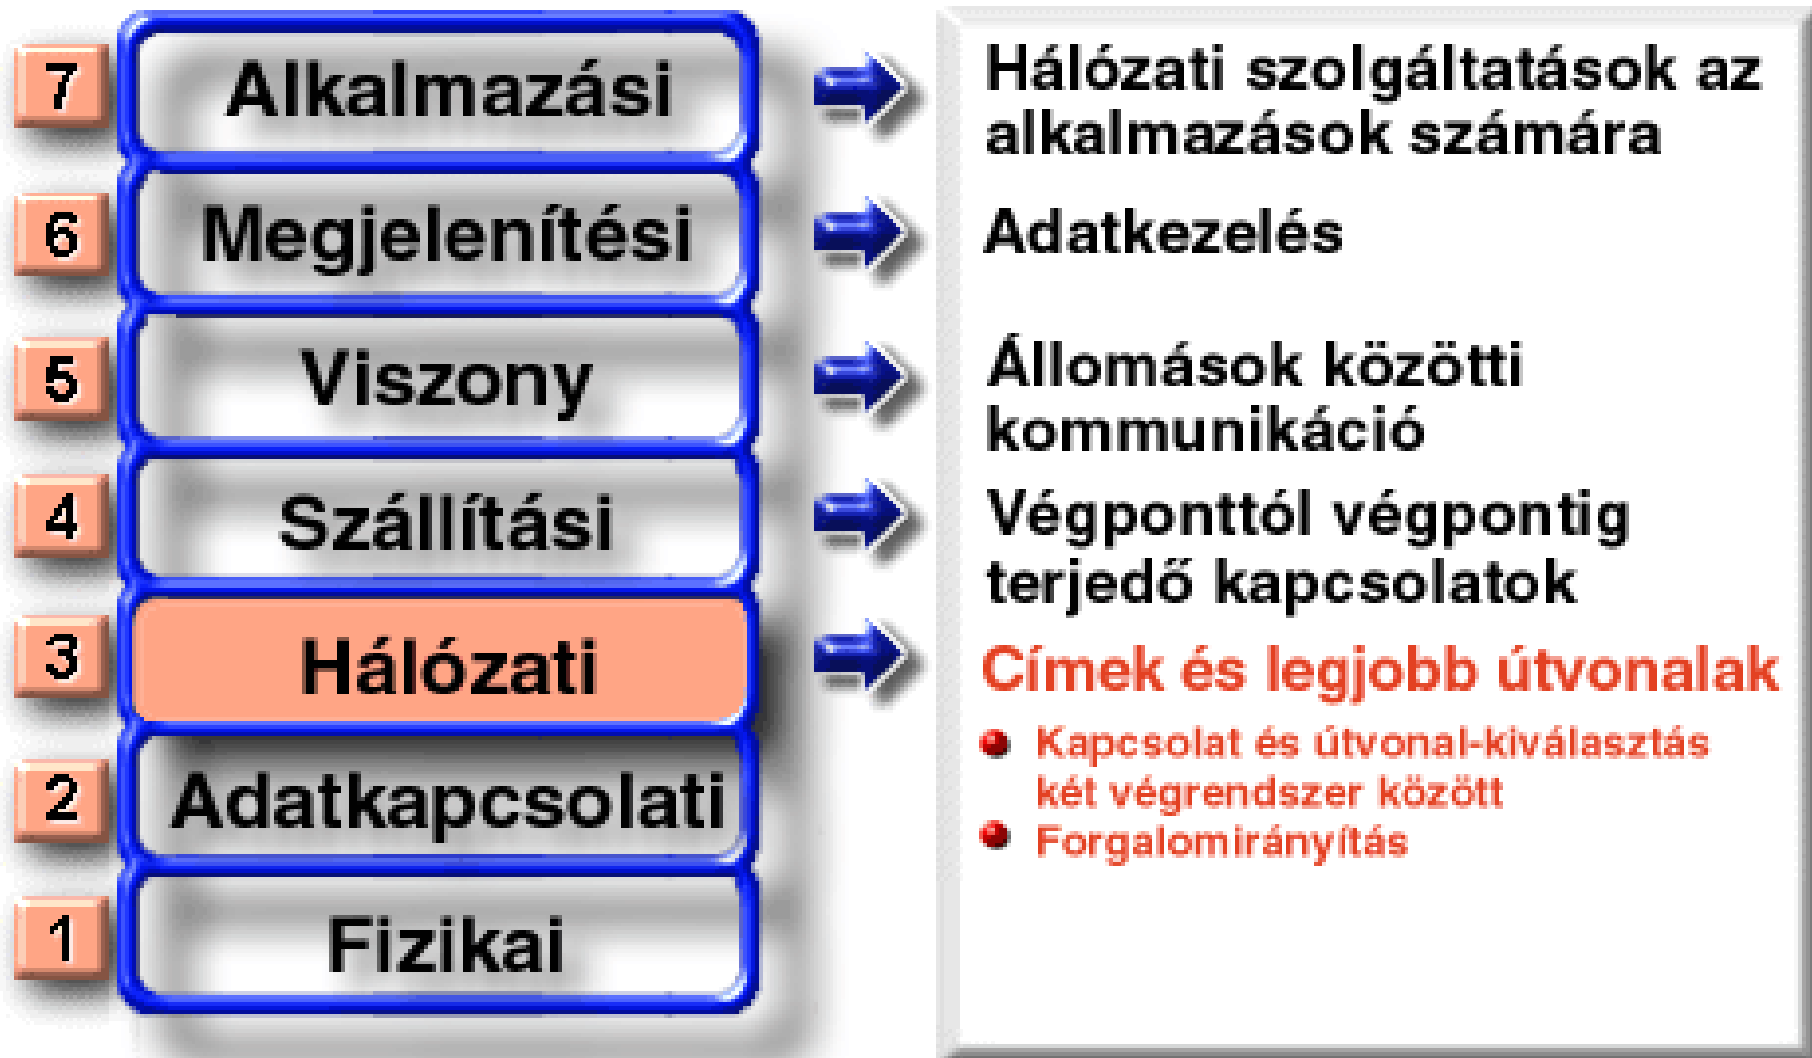 7 Alkalmazási
Hálózati szolgáltatások az
alkalmazások számára
6 Megjelenítési
Adatkezelés
5 Viszony
Állomások közötti
kommunikáció
4 Szállítási
Végponttól végpontig
terjedő kapcsolatok
3 Hálózati
Címek és legjobb útvonalak
Kapcsolat és útvonal-kiválasztás
két végrendszer között
Forgalomirányítás
2 Adatkapcsolati
1 Fizikai